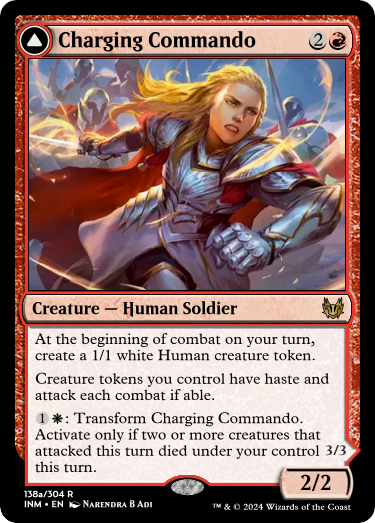 Charging Commando 2
Creature — Human Soldier
At the beginning of combat on your turn,
create a 1/1 white Human creature token.
Creature tokens you control have haste and
attack each combat if able.
1 : Transform Charging Commando.
Activate only if two or more creatures that
attacked this turn died under your control 3/3
this turn.
2/2
138a/304 R
INM • EN Narendra B Adi ™ & © 2024 Wizards of the Coast